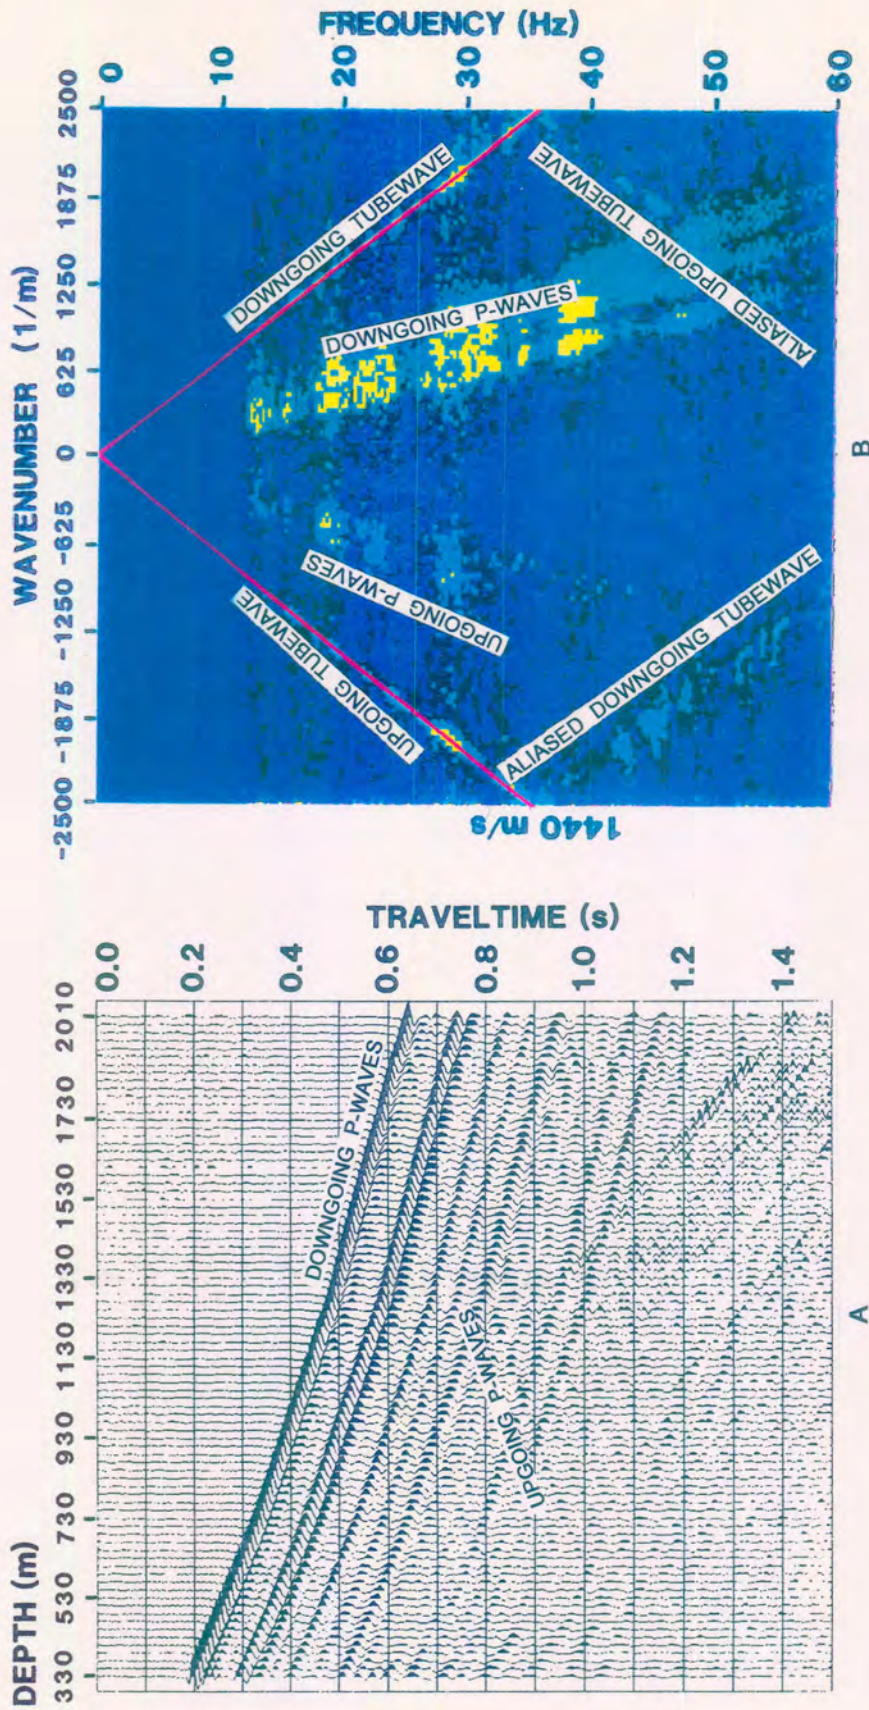 DEPTH (m)
330 530 730 930 1130 1330 1530 1730 2010
TRAVELTIME (s)
0.0
0.2
0.4
0.6
0.8
1.0
1.2
1.4
DOWNGOING P-WAVES
UPGOING P-WAVES
A
WAVENUMBER (1/m)
-2500 -1875 -1250 -625 0 625 1250 1875 2500
FREQUENCY (Hz)
0
10
20
30
40
50
60
UPGOING TUBEWAVE
DOWNGOING TUBEWAVE
UPGOING P-WAVES
DOWNGOING P-WAVES
ALIASED DOWNGOING TUBEWAVE
ALIASED UPGOING TUBEWAVE
1440 m/s
B